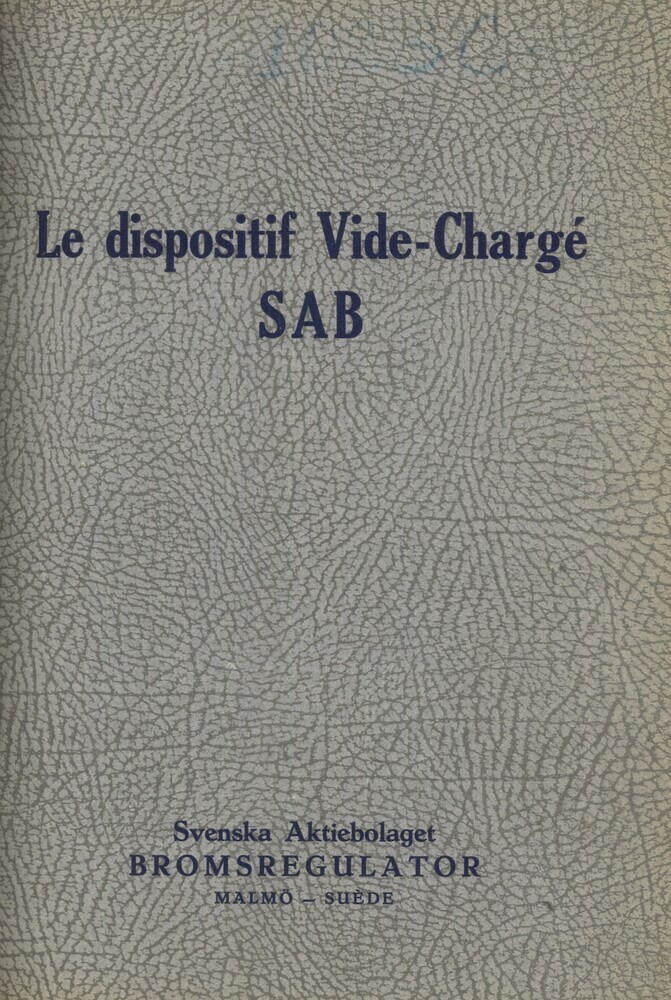 Le dispositif Vide-Chargé
SAB
Svenska Aktiebolaget
BROMSREGULATOR
MALMÖ – SUÈDE